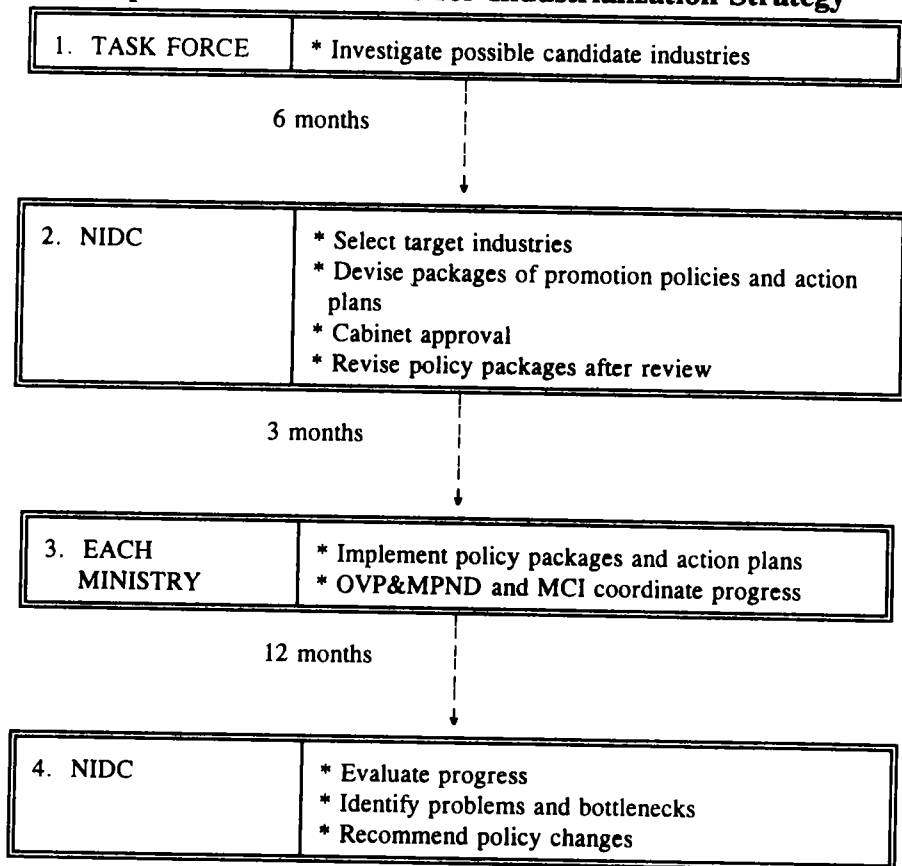 Industrialization Strategy
1. TASK FORCE
* Investigate possible candidate industries
6 months
2. NIDC
* Select target industries
* Devise packages of promotion policies and action
plans
* Cabinet approval
* Revise policy packages after review
3 months
3. EACH
MINISTRY
* Implement policy packages and action plans
* OVP&MPND and MCI coordinate progress
12 months
4. NIDC
* Evaluate progress
* Identify problems and bottlenecks
* Recommend policy changes